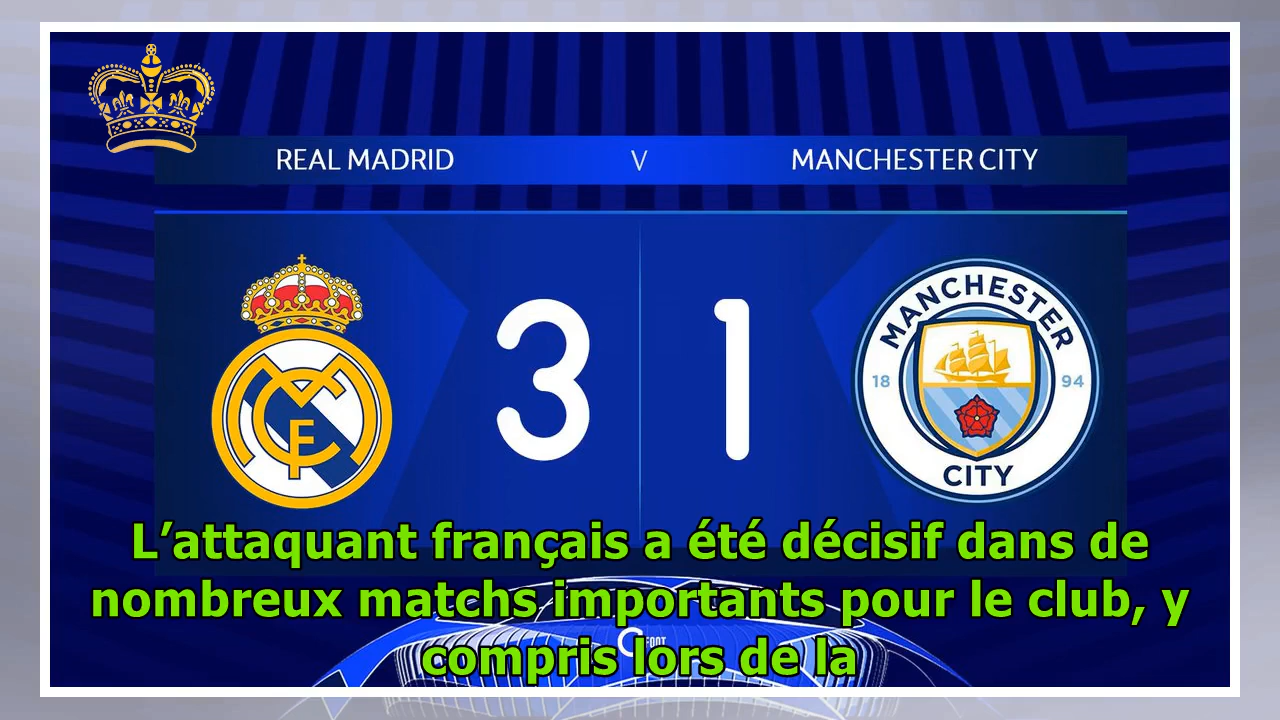 REAL MADRID V MANCHESTER CITY
3 1
MANCHESTER
18 94
CITY
L’attaquant français a été décisif dans de
nombreux matchs importants pour le club, y
FOOT
compris lors de la